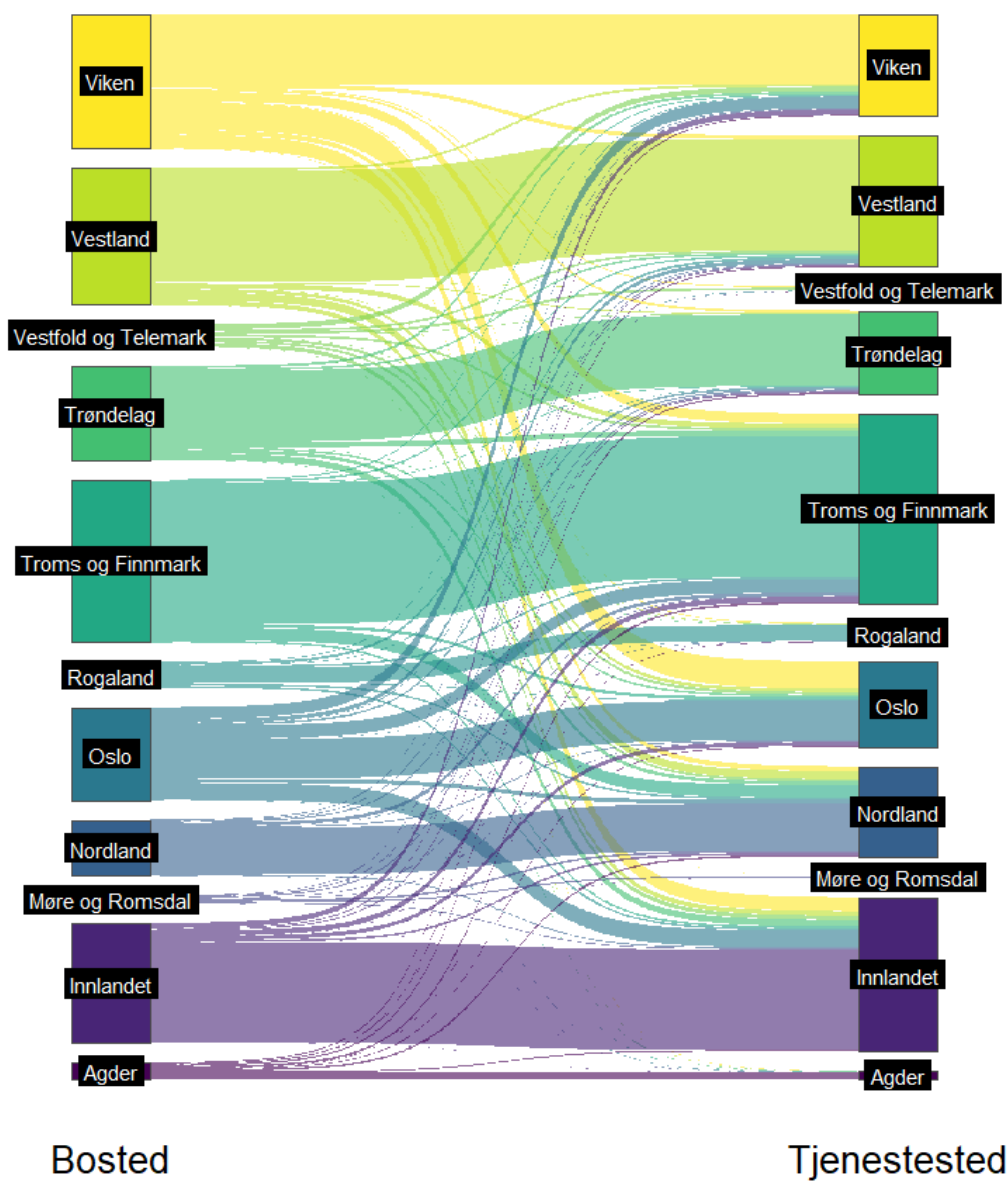 Viken
Vestland
Vestfold og Telemark
Trøndelag
Troms og Finnmark
Rogaland
Oslo
Nordland
Møre og Romsdal
Innlandet
Agder
Viken
Vestland
Vestfold og Telemark
Trøndelag
Troms og Finnmark
Rogaland
Oslo
Nordland
Møre og Romsdal
Innlandet
Agder
Bosted
Tjenestested